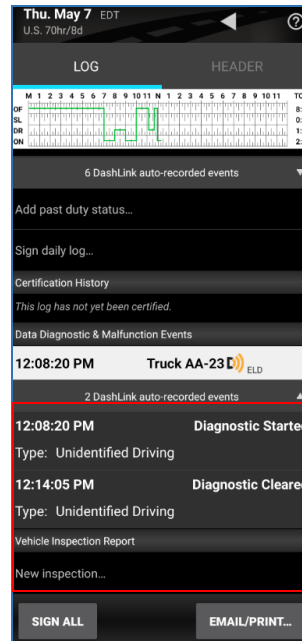 Thu. May 7 EDT
U.S. 70hr/8d
LOG HEADER
M 1 2 3 4 5 6 7 8 9 10 11 N 1 2 3 4 5 6 7 8 9 10 11 TO
OF 8:
SL 0:
DR 1:
ON 2:
6 DashLink auto-recorded events
Add past duty status...
Sign daily log...
Certification History
This log has not yet been certified.
Data Diagnostic & Malfunction Events
12:08:20 PM Truck AA-23 D ELD
2 DashLink auto-recorded events
12:08:20 PM Diagnostic Starte
Type: Unidentified Driving
12:14:05 PM Diagnostic Cleare
Type: Unidentified Driving
Vehicle Inspection Report
New inspection...
SIGN ALL EMAIL/PRINT...